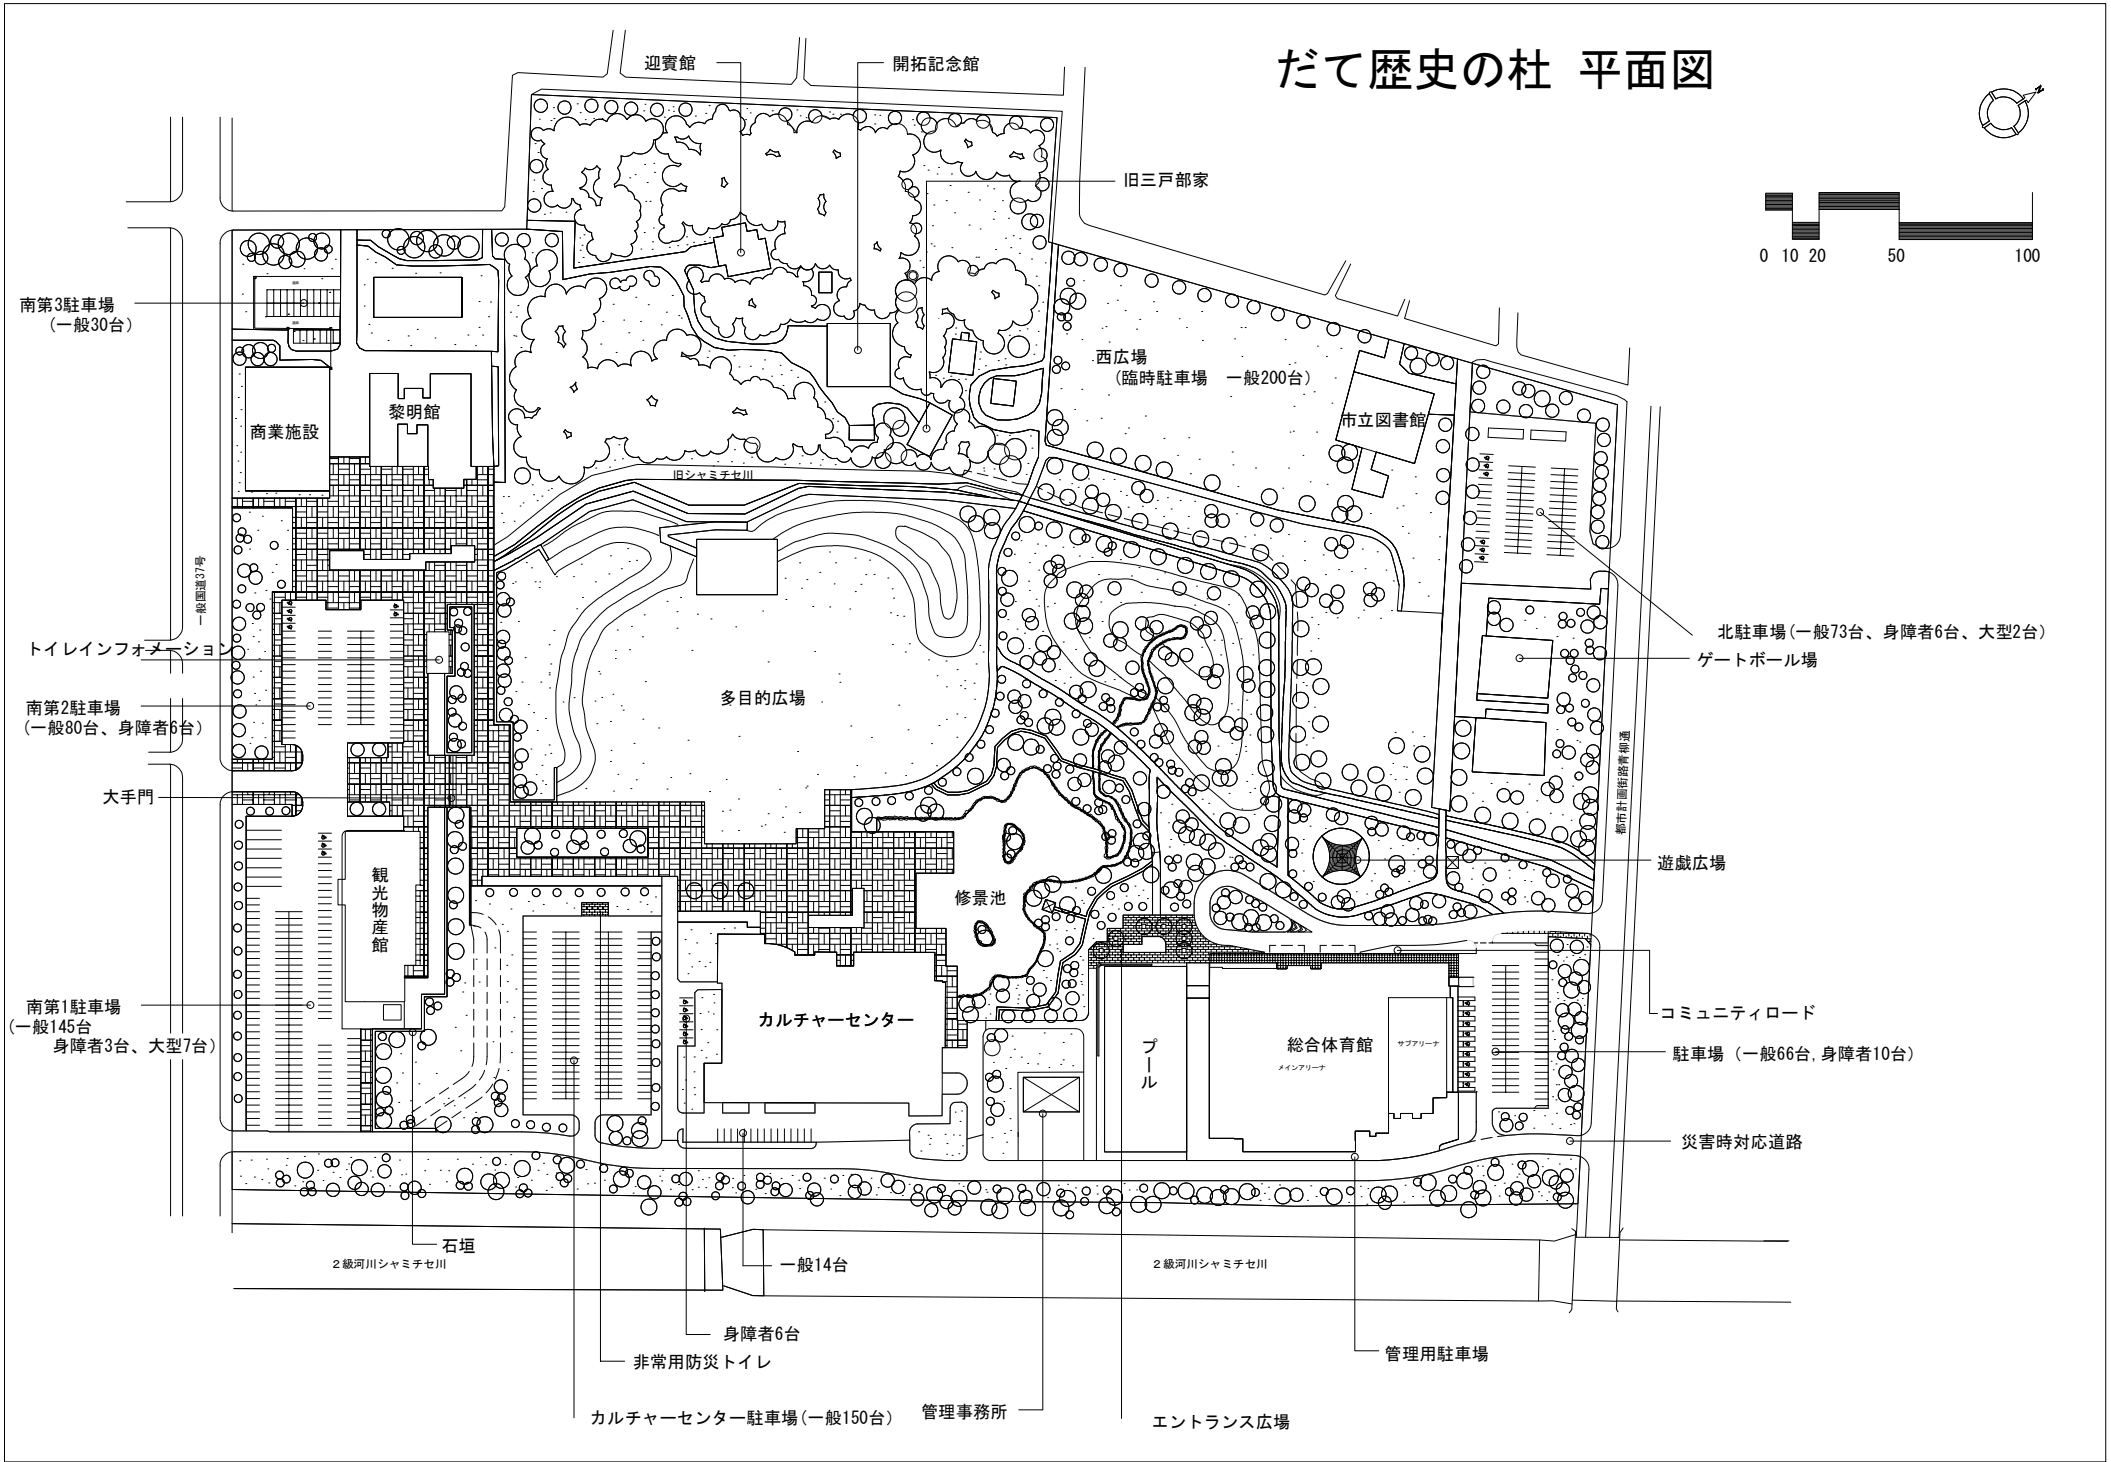 だて歴史の杜 平面図
N
迎賓館
開拓記念館
旧三戸部家
0 10 20 50 100
南第3駐車場
(一般30台)
西広場
(臨時駐車場 一般200台)
市立図書館
黎明館
商業施設
旧シャミチセ川
一般国道37号
トイレインフォメーション
北駐車場(一般73台、身障者6台、大型2台)
ゲートボール場
多目的広場
南第2駐車場
(一般80台、身障者6台)
都市計画街路青柳通
大手門
遊戯広場
観光物産館
修景池
南第1駐車場
(一般145台
身障者3台、大型7台)
カルチャーセンター
プール
総合体育館
サブアリーナ
メインアリーナ
コミュニティロード
駐車場 (一般66台,身障者10台)
災害時対応道路
石垣
2級河川シャミチセ川
一般14台
2級河川シャミチセ川
身障者6台
非常用防災トイレ
管理用駐車場
カルチャーセンター駐車場(一般150台)
管理事務所
エントランス広場